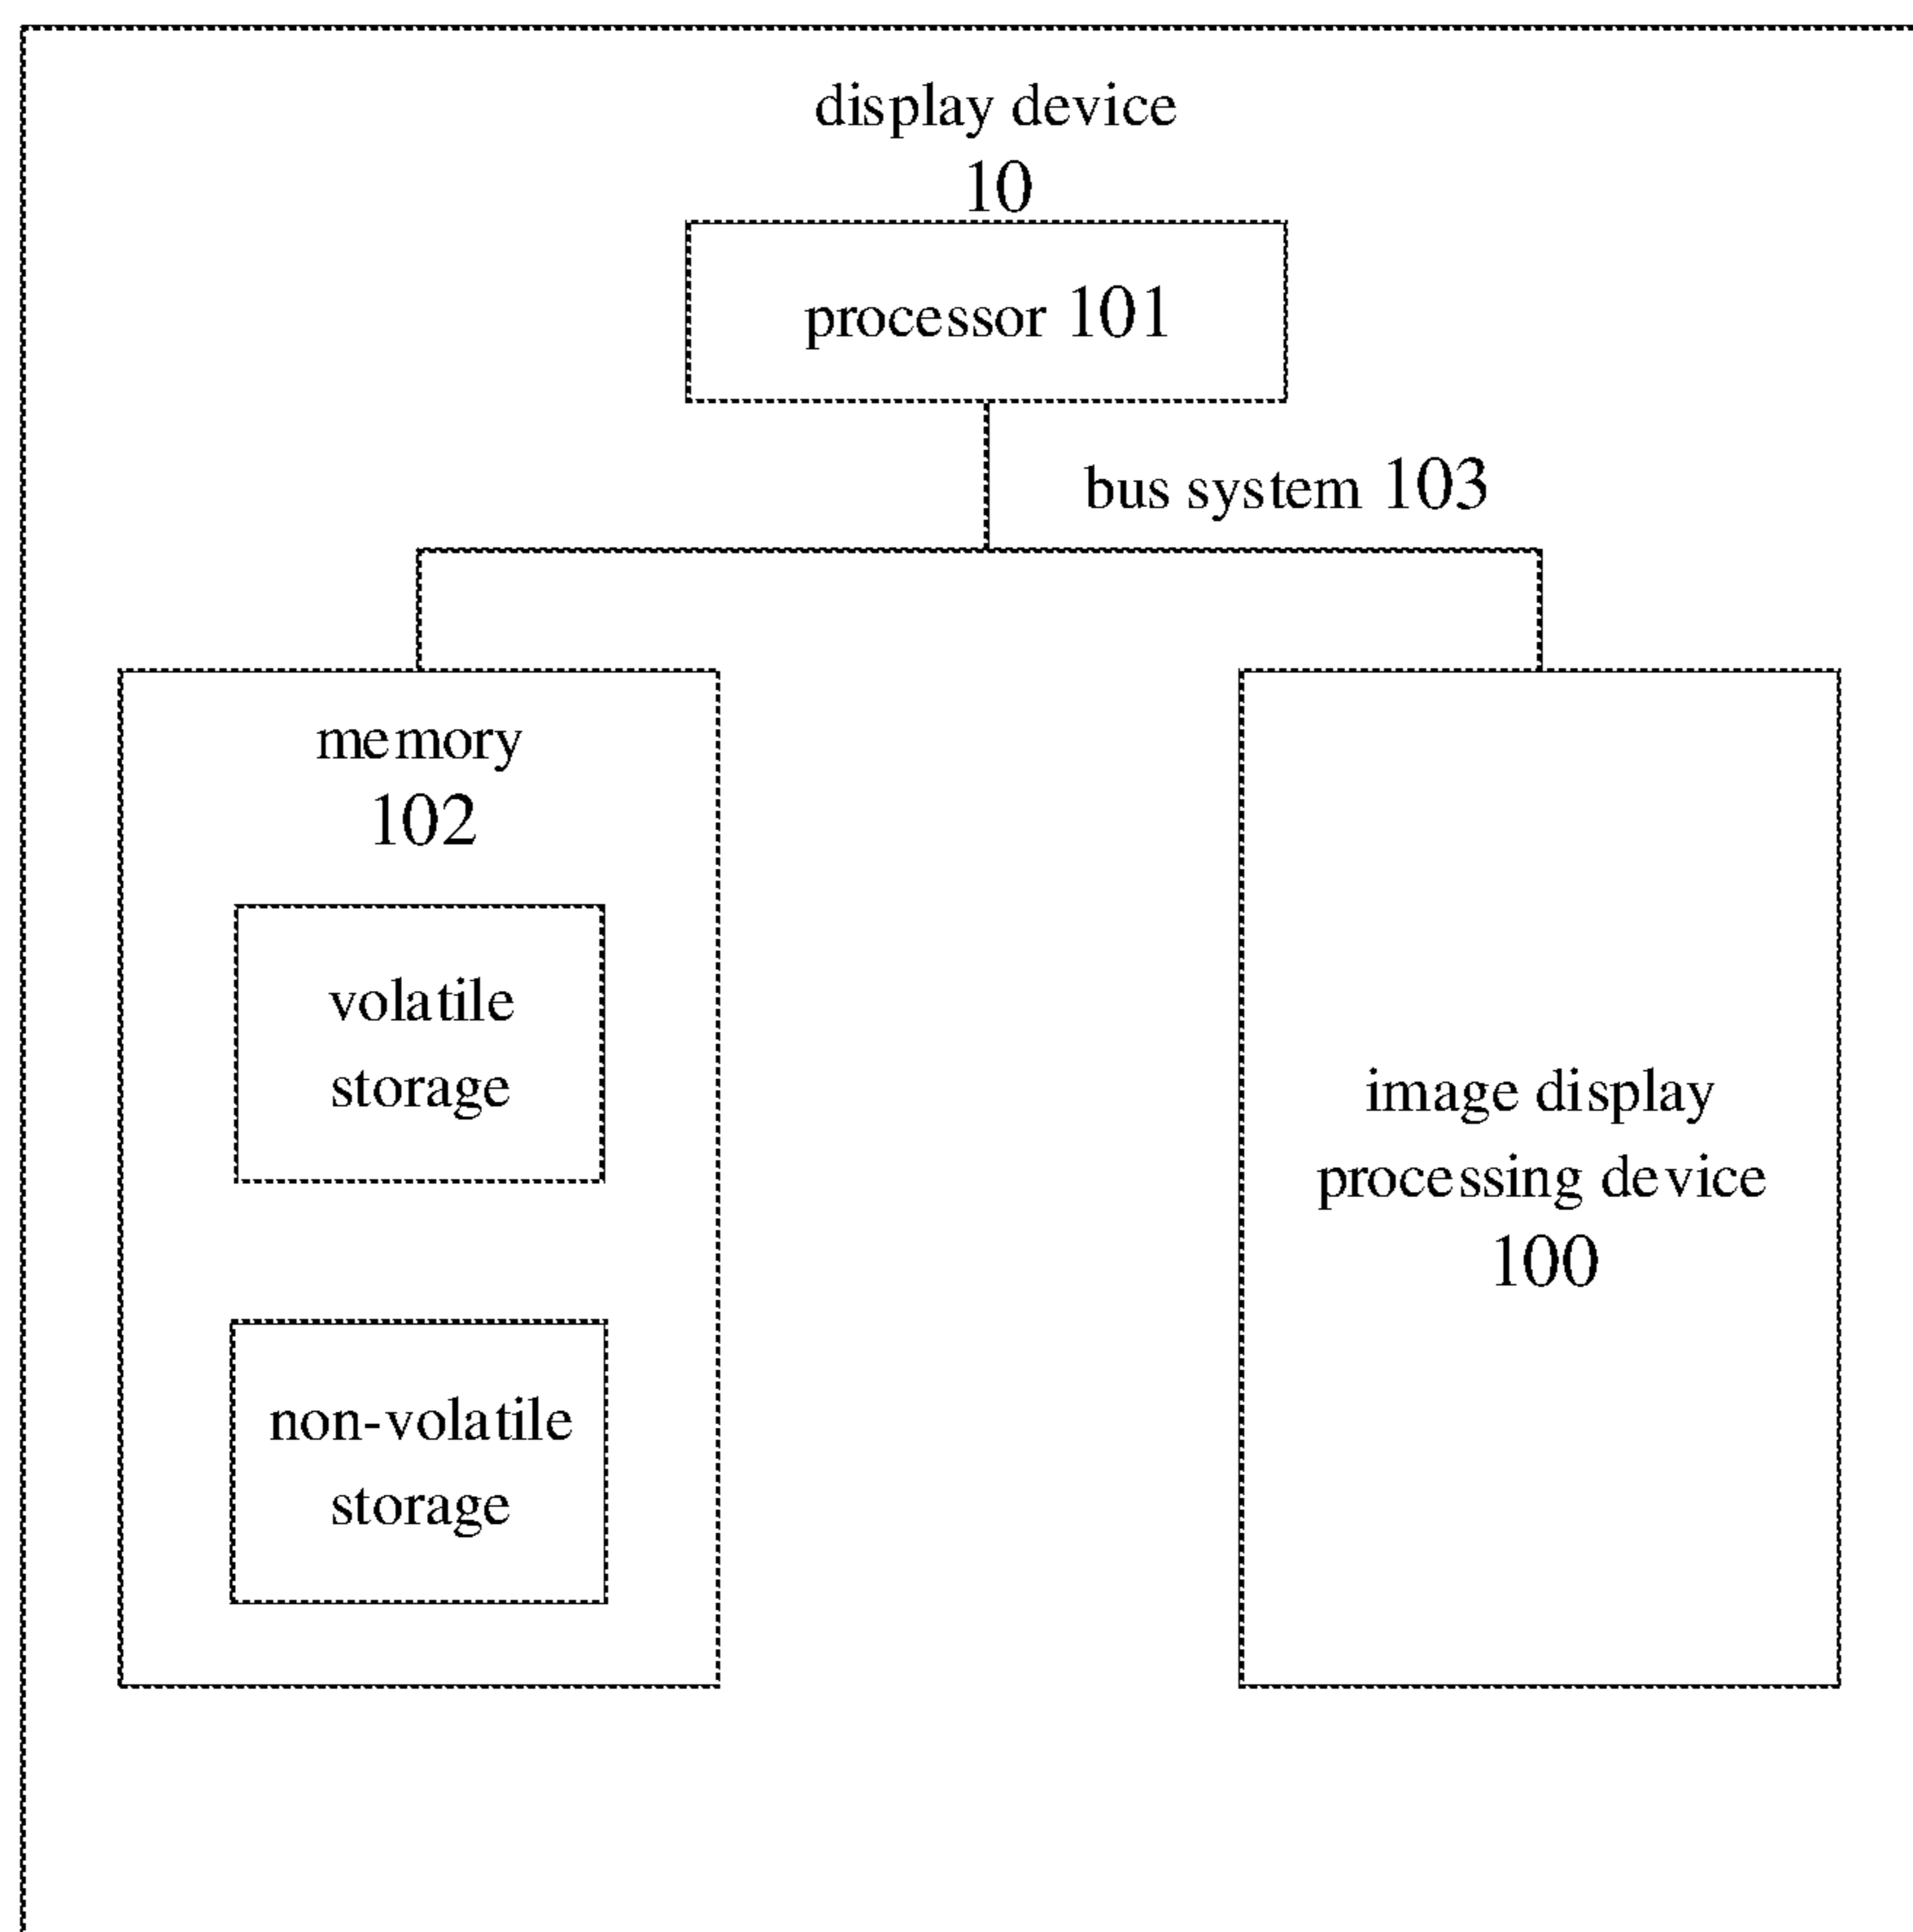 display device
10
processor 101
bus system 103
memory
102
volatile
storage
non-volatile
storage
image display
processing device
100